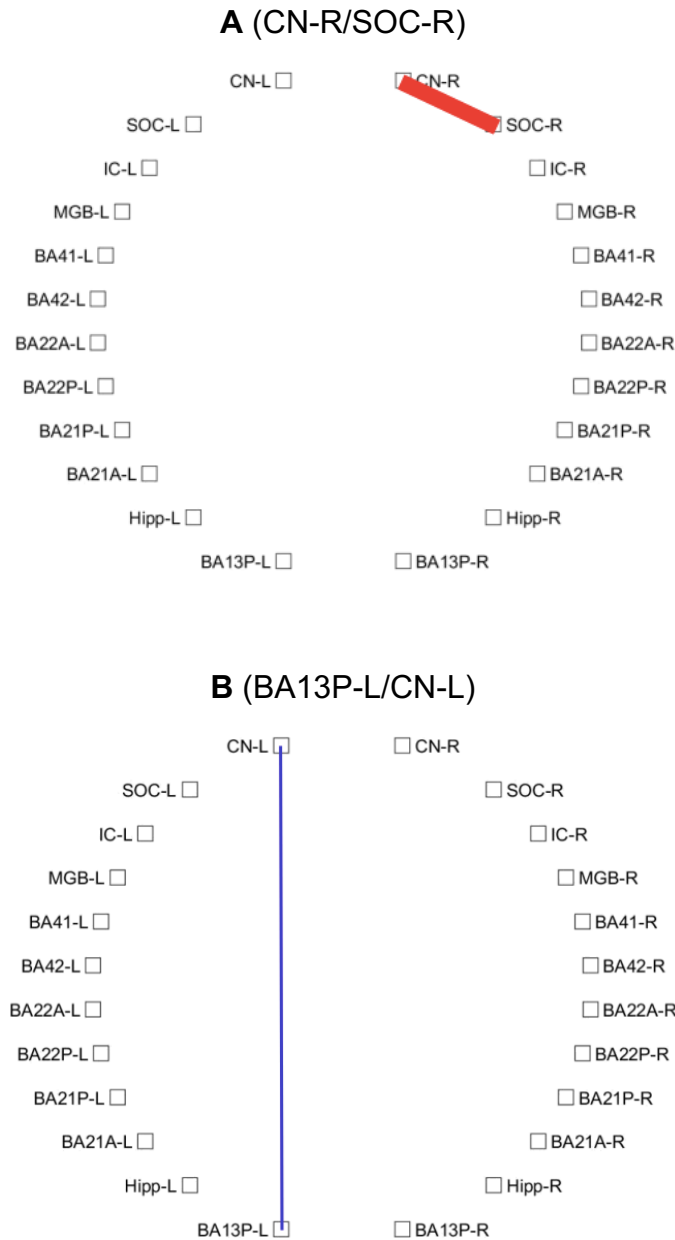 A (CN-R/SOC-R)
CN-L CN-R
SOC-L SOC-R
IC-L IC-R
MGB-L MGB-R
BA41-L BA41-R
BA42-L BA42-R
BA22A-L BA22A-R
BA22P-L BA22P-R
BA21P-L BA21P-R
BA21A-L BA21A-R
Hipp-L Hipp-R
BA13P-L BA13P-R
B (BA13P-L/CN-L)
CN-L CN-R
SOC-L SOC-R
IC-L IC-R
MGB-L MGB-R
BA41-L BA41-R
BA42-L BA42-R
BA22A-L BA22A-R
BA22P-L BA22P-R
BA21P-L BA21P-R
BA21A-L BA21A-R
Hipp-L Hipp-R
BA13P-L BA13P-R